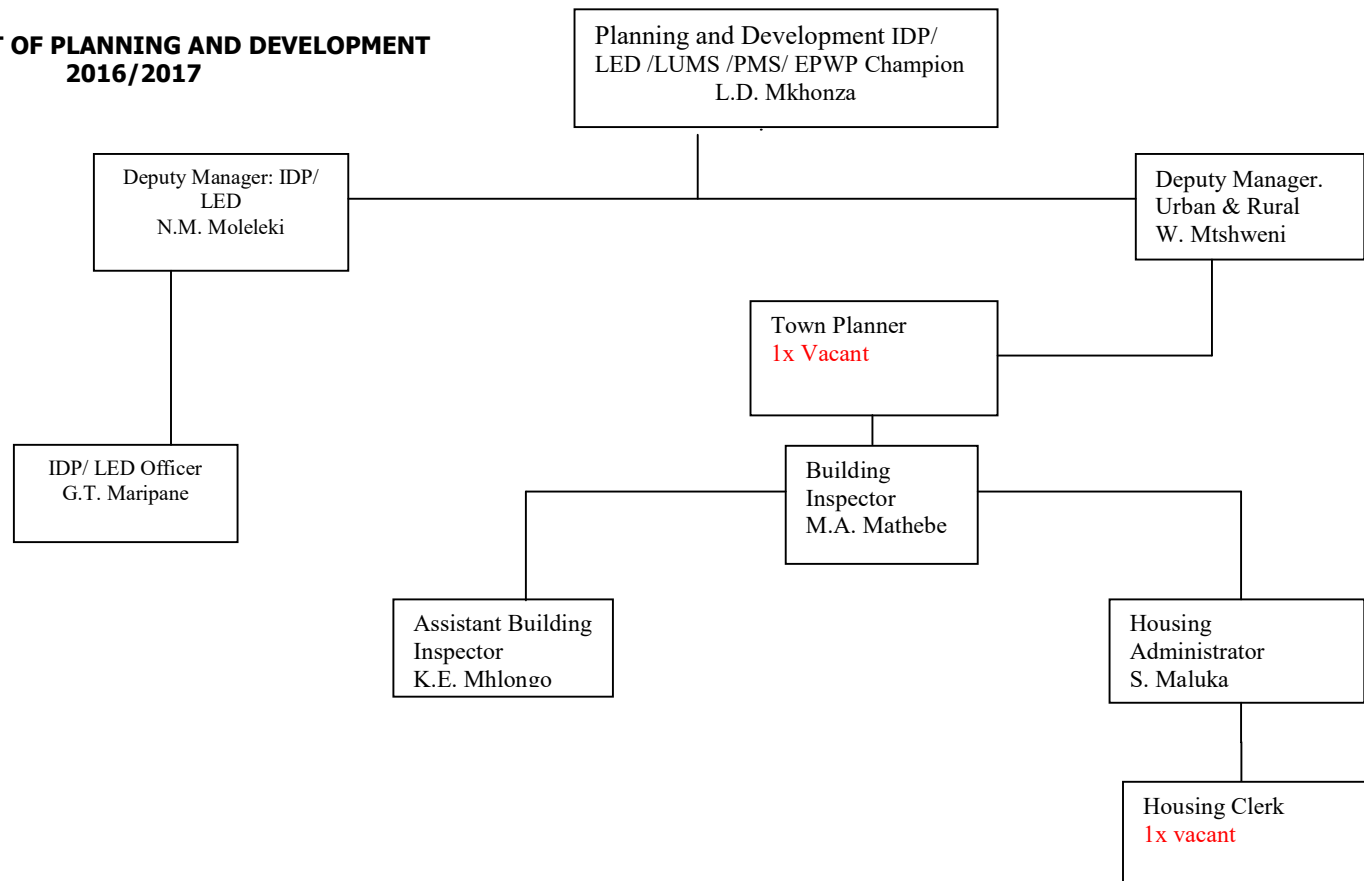 T OF PLANNING AND DEVELOPMENT
2016/2017
Planning and Development IDP/
LED /LUMS /PMS/ EPWP Champion
L.D. Mkhonza
Deputy Manager: IDP/
LED
N.M. Moleleki
Deputy Manager.
Urban & Rural
W. Mtshweni
Town Planner
1x Vacant
IDP/ LED Officer
G.T. Maripane
Building
Inspector
M.A. Mathebe
Assistant Building
Inspector
K.E. Mhlongo
Housing
Administrator
S. Maluka
Housing Clerk
1x vacant